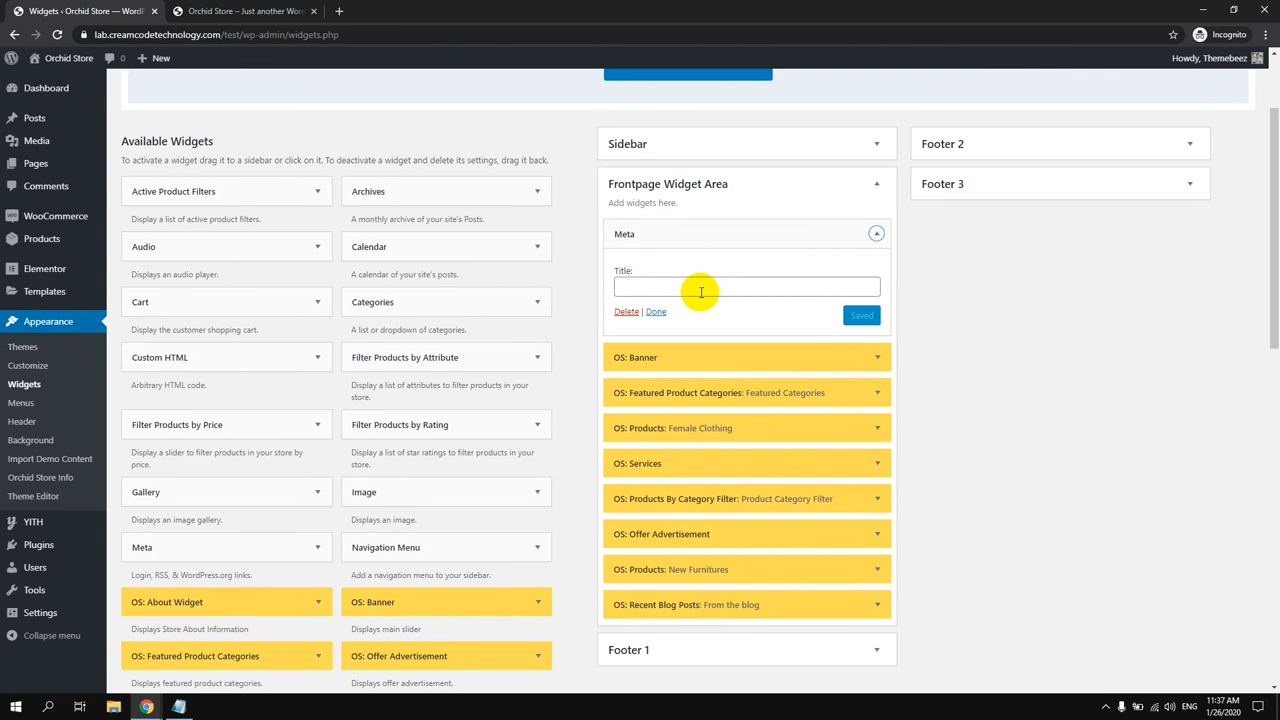 Widgets ‹ Orchid Store — WordP
Orchid Store – Just another Wor
lab.creamcodetechnology.com/test/wp-admin/widgets.php
Incognito
Orchid Store
0
New
Howdy, Themebeez
Dashboard
Posts
Media
Pages
Comments
WooCommerce
Products
Elementor
Templates
Appearance
Themes
Customize
Widgets
Menus
Header
Background
Import Demo Content
Orchid Store Info
Theme Editor
YITH
Plugins
Users
Tools
Settings
Collapse menu
Available Widgets
To activate a widget drag it to a sidebar or click on it. To deactivate a widget and delete its settings, drag it back.
Active Product Filters
Display a list of active product filters.
Archives
A monthly archive of your site's Posts.
Audio
Displays an audio player.
Calendar
A calendar of your site's posts.
Cart
Display the customer shopping cart.
Categories
A list or dropdown of categories.
Custom HTML
Arbitrary HTML code.
Filter Products by Attribute
Display a list of attributes to filter products in your
store.
Filter Products by Price
Display a slider to filter products in your store by
price.
Filter Products by Rating
Display a list of star ratings to filter products in your
store.
Gallery
Displays an image gallery.
Image
Displays an image.
Meta
Login, RSS, & WordPress.org links.
Navigation Menu
Add a navigation menu to your sidebar.
OS: About Widget
Displays Store About Information
OS: Banner
Displays main slider
OS: Featured Product Categories
Displays featured product categories.
OS: Offer Advertisement
Displays offer advertisement.
Sidebar
Frontpage Widget Area
Add widgets here.
Meta
Title:
Delete | Done
Saved
OS: Banner
OS: Featured Product Categories: Featured Categories
OS: Products: Female Clothing
OS: Services
OS: Products By Category Filter: Product Category Filter
OS: Offer Advertisement
OS: Products: New Furnitures
OS: Recent Blog Posts: From the blog
Footer 1
Footer 2
Footer 3
ENG
11:37 AM
1/26/2020